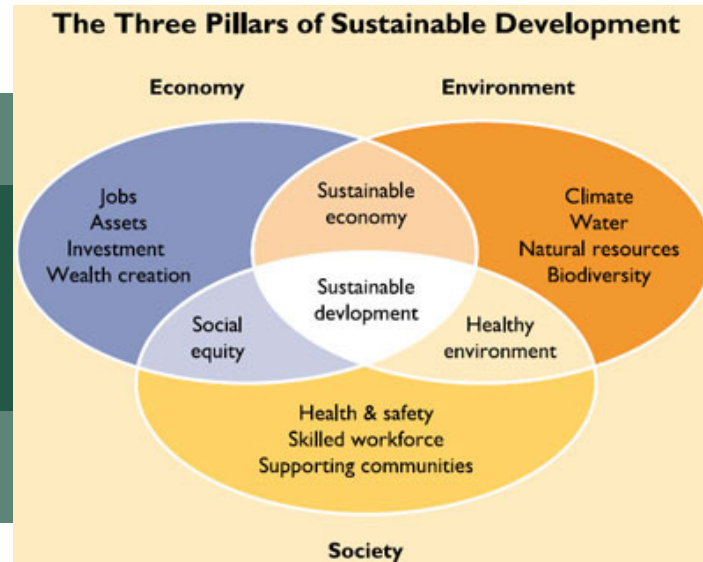 The Three Pillars of Sustainable Development
Economy
Environment
Jobs
Assets
Investment
Wealth creation
Sustainable
economy
Climate
Water
Natural resources
Biodiversity
Social
equity
Sustainable
devlopment
Healthy
environment
Health & safety
Skilled workforce
Supporting communities
Society